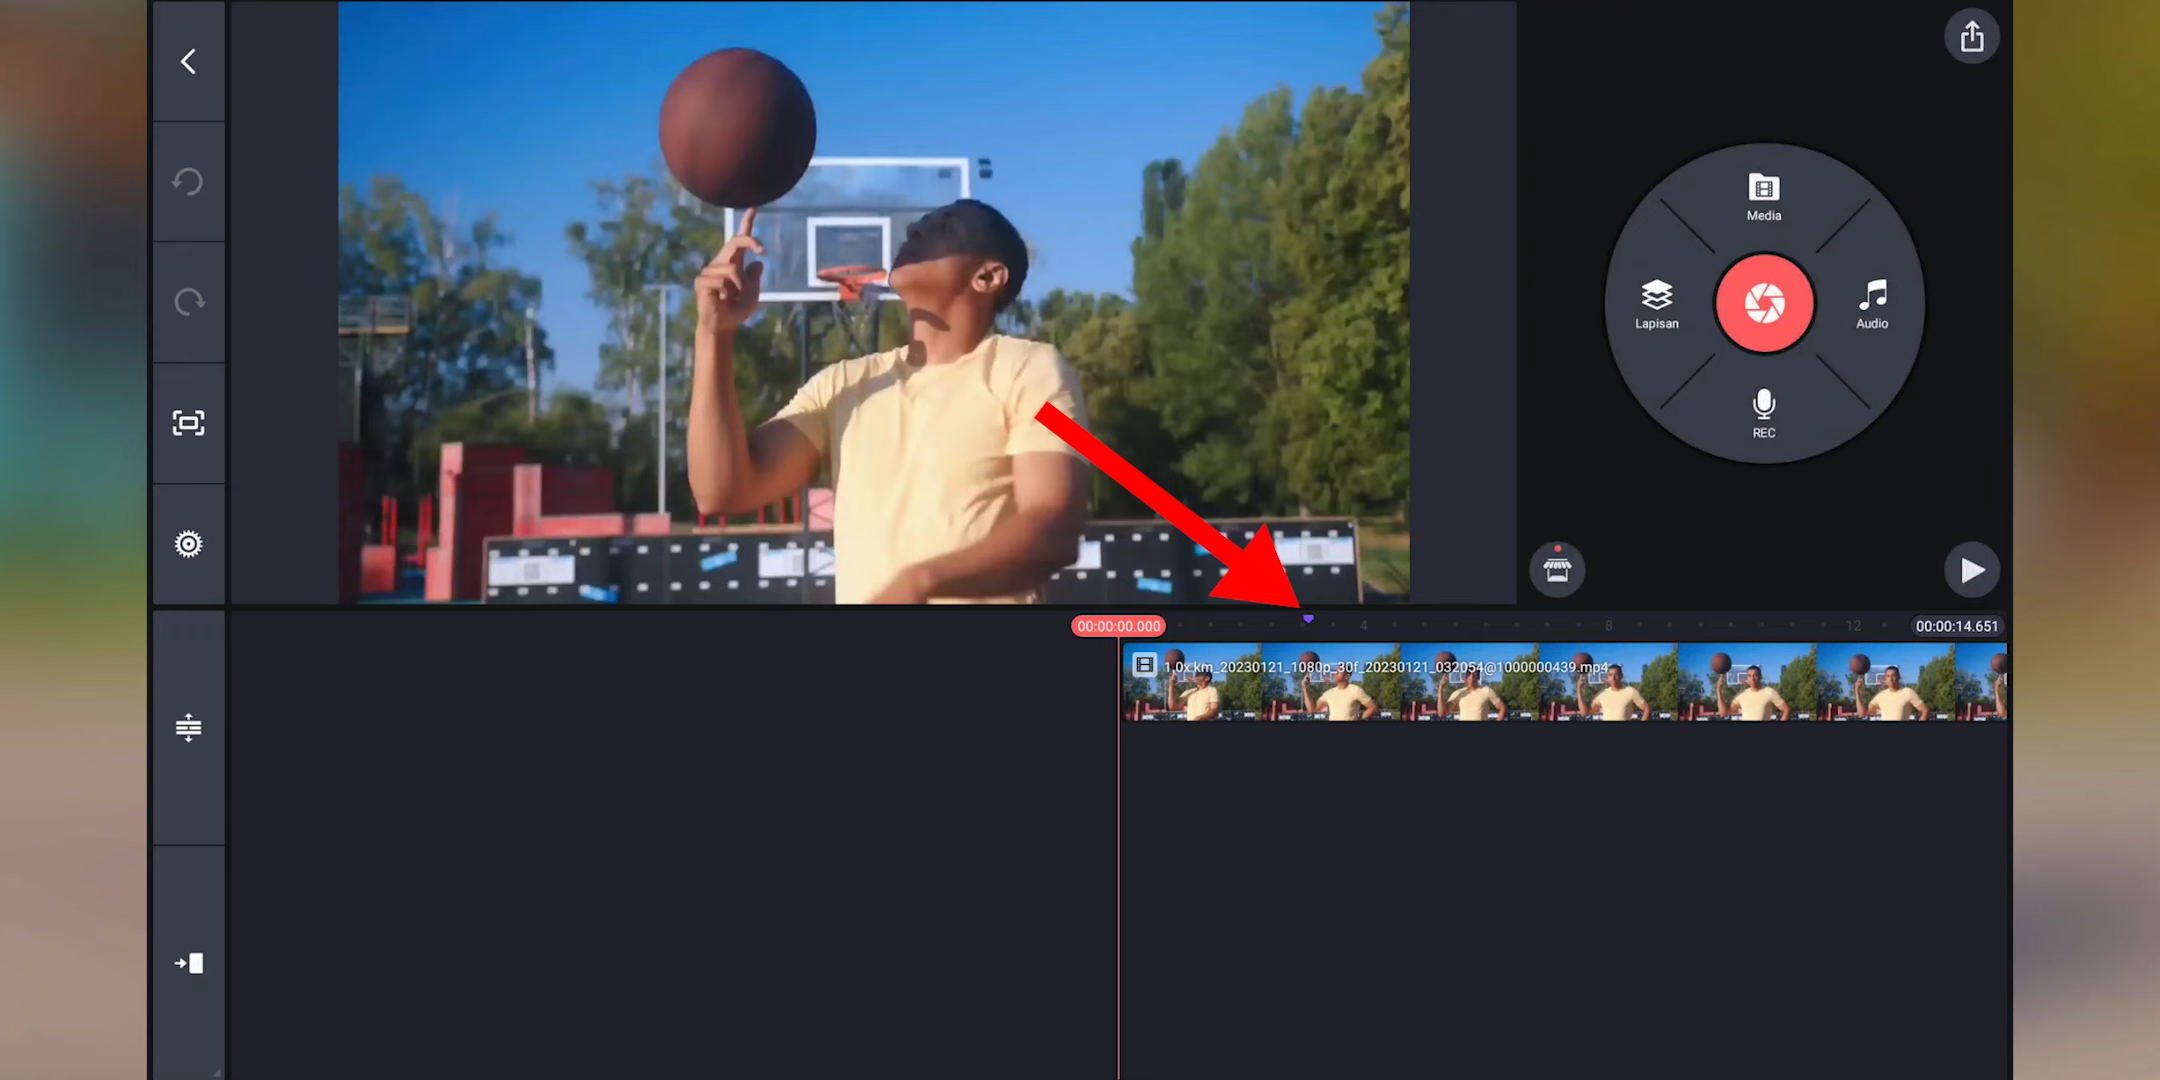 Media
Lapisan
Audio
REC
00:00:00.000
4
8
12
00:00:14.651
1.0x km_20230121_1080p_30f_20230121_032054@1000000439.mp4